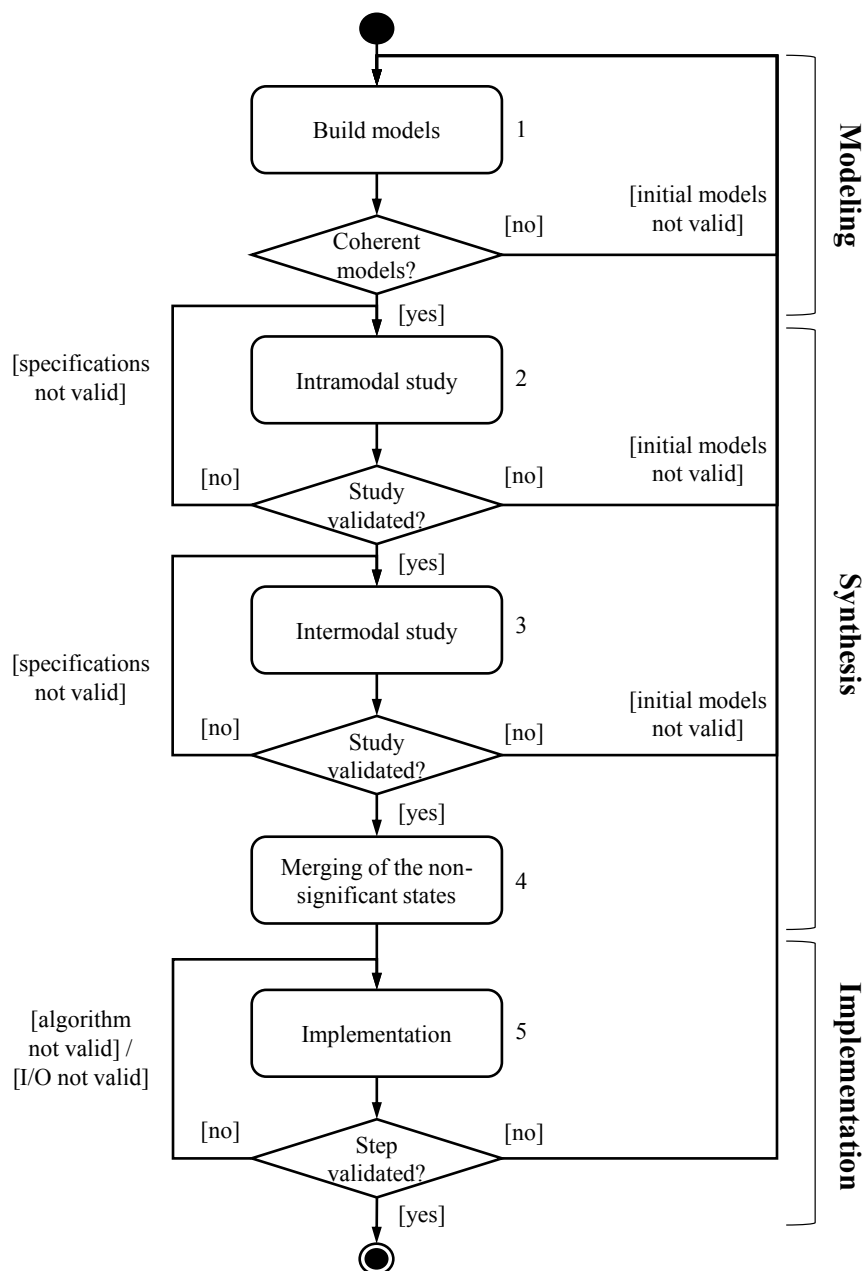 Build models
1
Modeling
[initial models
not valid]
[no]
Coherent
models?
[yes]
[specifications
not valid]
Intramodal study
2
[initial models
not valid]
[no]
[no]
Study
validated?
[yes]
Synthesis
Intermodal study
3
[specifications
not valid]
[initial models
not valid]
[no]
[no]
Study
validated?
[yes]
Merging of the non-
significant states
4
Implementation
[algorithm
not valid] /
[I/O not valid]
Implementation
5
[no]
[no]
Step
validated?
[yes]